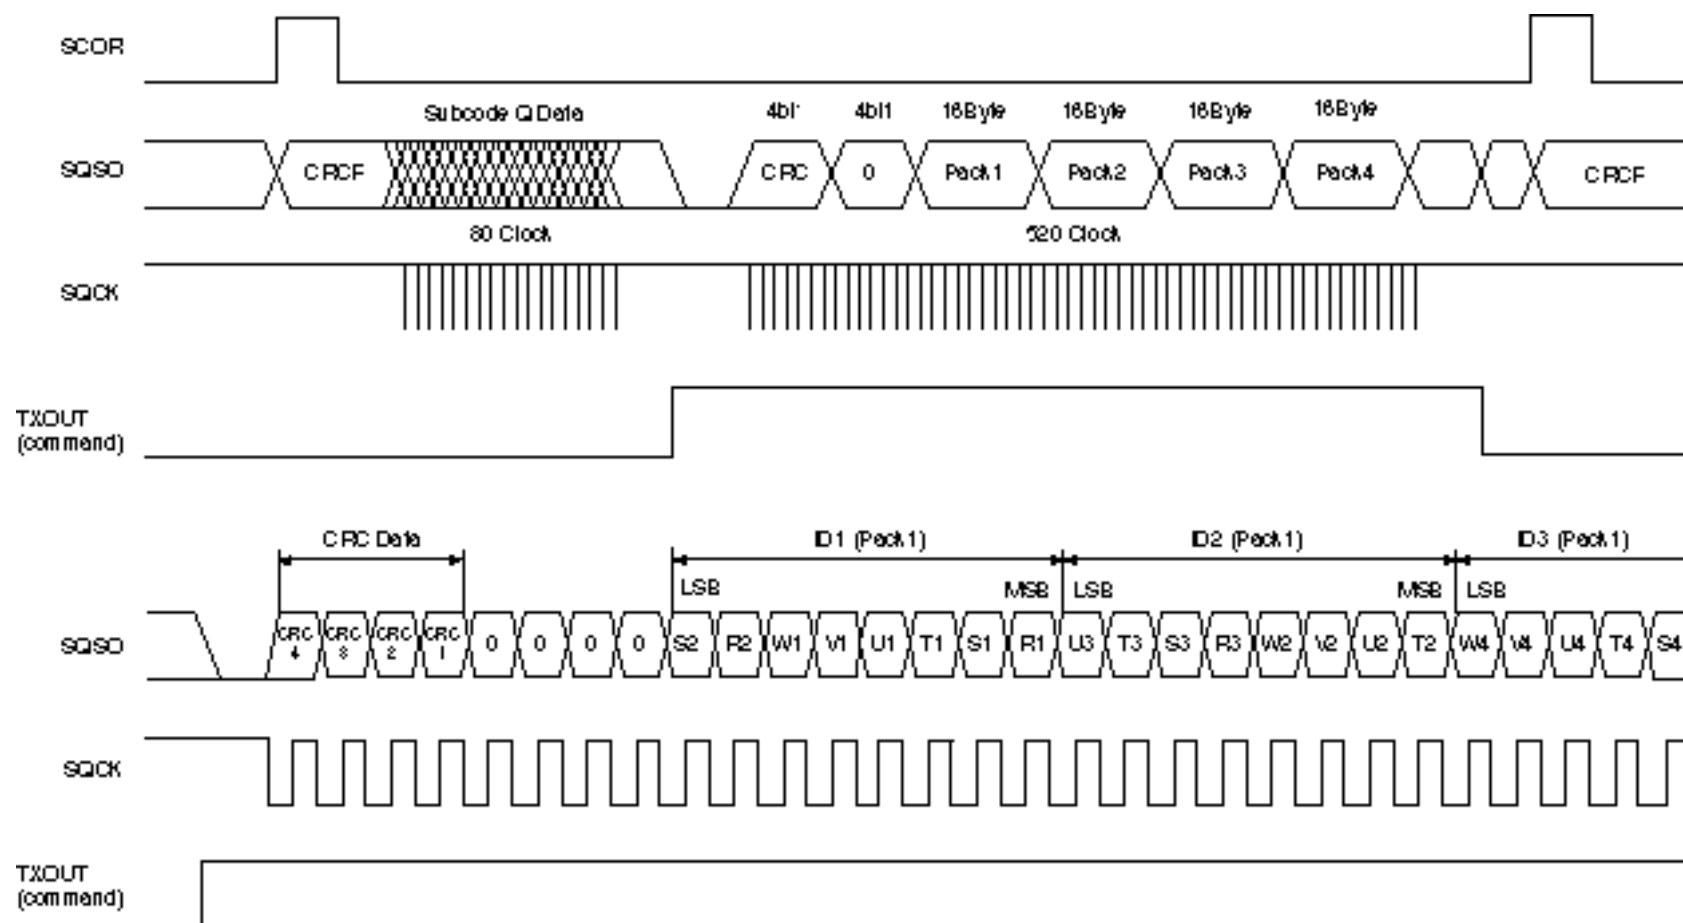 SCOR
Subcode Q Data 4bit 4bit 16Byte 16Byte 16Byte 16Byte
SQSO CRCF CRC 0 Pack1 Pack2 Pack3 Pack4 CRCF
80 Clock 520 Clock
SQCK
TXOUT
(command)
CRC Data ID1 (Pack1) ID2 (Pack1) ID3 (Pack1)
LSB MSB LSB MSB LSB
SQSO CRC 4 CRC 3 CRC 2 CRC 1 0 0 0 0 S2 R2 W1 V1 U1 T1 S1 R1 U3 T3 S3 R3 W2 V2 U2 T2 W4 V4 U4 T4 S4
SQCK
TXOUT
(command)